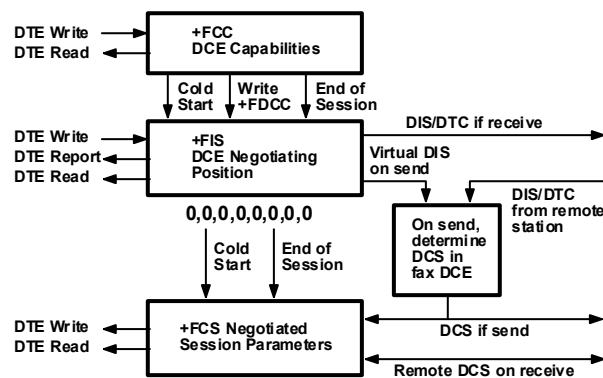 DTE Write
DTE Read
+FCC
DCE Capabilities
Cold
Start
Write
+FDCC
End of
Session
DTE Write
DTE Report
DTE Read
+FIS
DCE Negotiating
Position
DIS/DTC if receive
Virtual DIS
on send
DIS/DTC
from remote
station
0,0,0,0,0,0,0,0
On send,
determine
DCS in
fax DCE
Cold
Start
End of
Session
DTE Write
DTE Read
+FCS Negotiated
Session Parameters
DCS if send
Remote DCS on receive